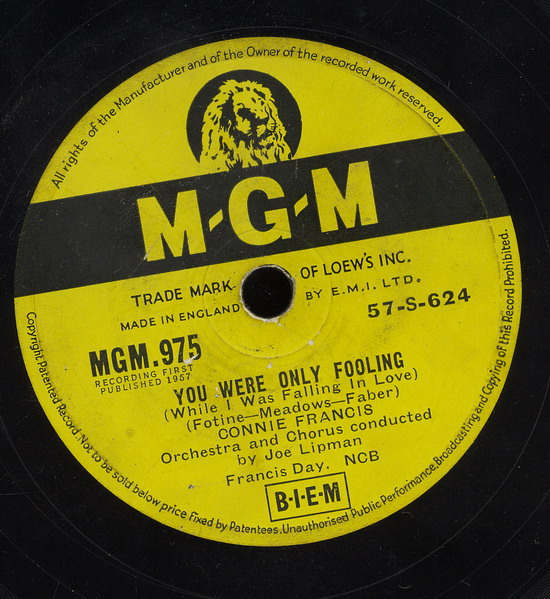 All rights of the Manufacturer and of the Owner of the recorded work reserved.
M-G-M
TRADE MARK OF LOEW'S INC.
MADE IN ENGLAND BY E.M.I. LTD.
57-S-624
MGM.975
RECORDING FIRST
PUBLISHED 1957
YOU WERE ONLY FOOLING
(While I Was Falling In Love)
(Fotine—Meadows—Faber)
CONNIE FRANCIS
Orchestra and Chorus conducted
by Joe Lipman
Francis Day. NCB
B·I·E·M
Copyright Patented Record. Not to be sold below price fixed by Patentees. Unauthorised Public Performance, Broadcasting and Copying of this Record Prohibited.